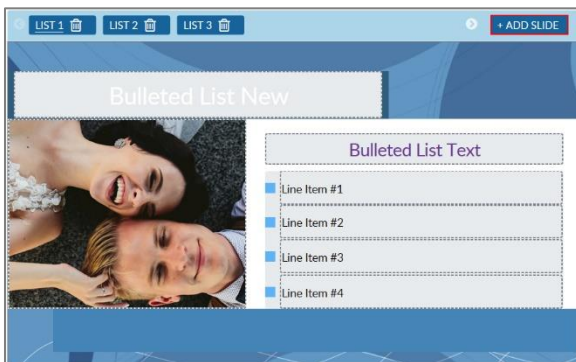 LIST 1
LIST 2
LIST 3
+ ADD SLIDE
Bulleted List New
Bulleted List Text
Line Item #1
Line Item #2
Line Item #3
Line Item #4